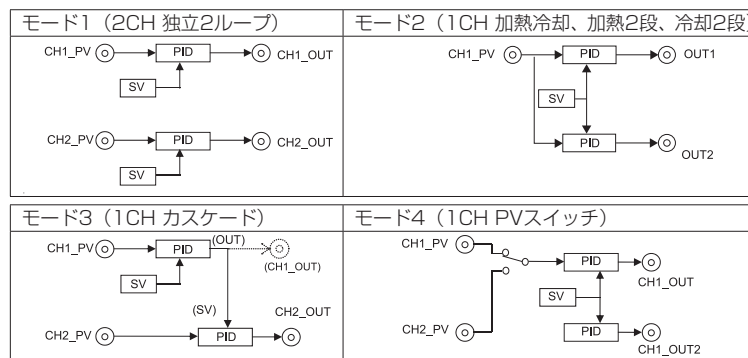 モード1（2CH 独立2ループ）
CH1_PV
PID
CH1_OUT
SV
CH2_PV
PID
CH2_OUT
SV
モード2（1CH 加熱冷却、加熱2段、冷却2段）
CH1_PV
PID
OUT1
SV
PID
OUT2
モード3（1CH カスケード）
CH1_PV
PID
(OUT)
(CH1_OUT)
SV
(SV)
CH2_OUT
CH2_PV
PID
モード4（1CH PVスイッチ）
CH1_PV
PID
CH1_OUT
SV
CH2_PV
PID
CH1_OUT2